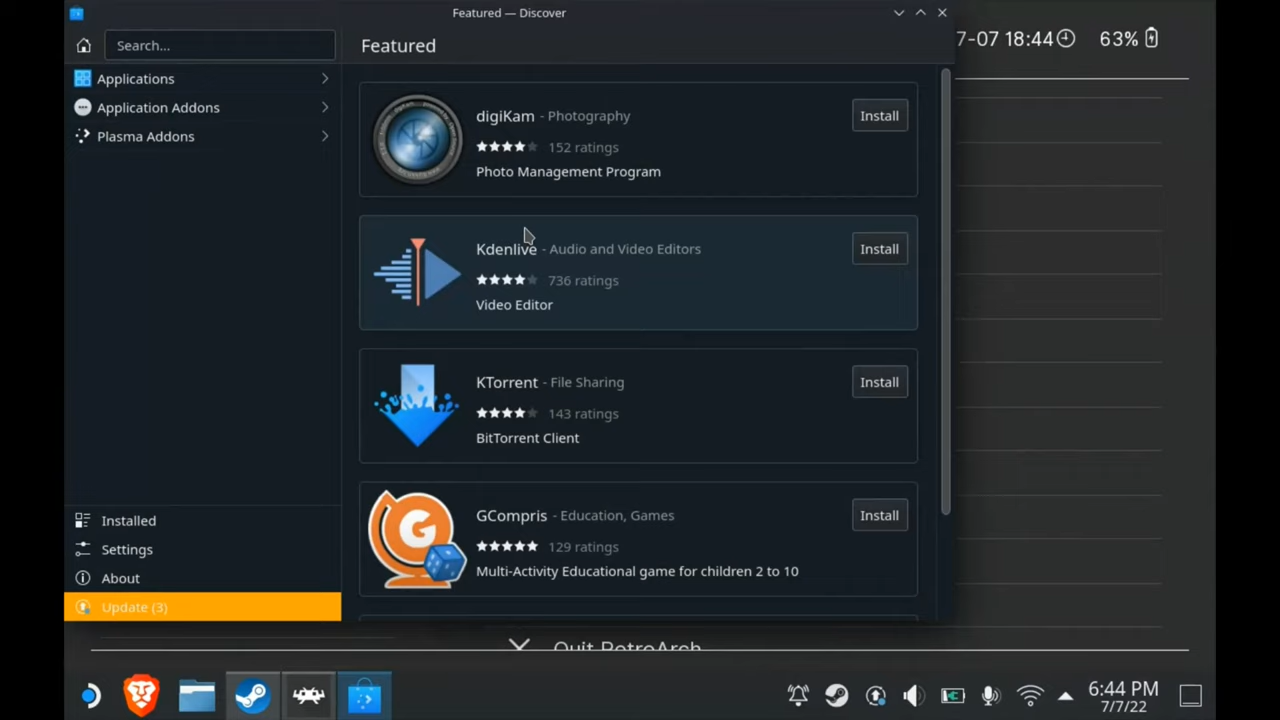 Featured — Discover
Search...
Featured
7-07 18:44
63%
Applications
Application Addons
Plasma Addons
digiKam - Photography
152 ratings
Photo Management Program
Install
Kdenlive - Audio and Video Editors
736 ratings
Video Editor
Install
KTorrent - File Sharing
143 ratings
BitTorrent Client
Install
GCompris - Education, Games
129 ratings
Multi-Activity Educational game for children 2 to 10
Install
Installed
Settings
About
Update (3)
Quit RetroArch
6:44 PM
7/7/22